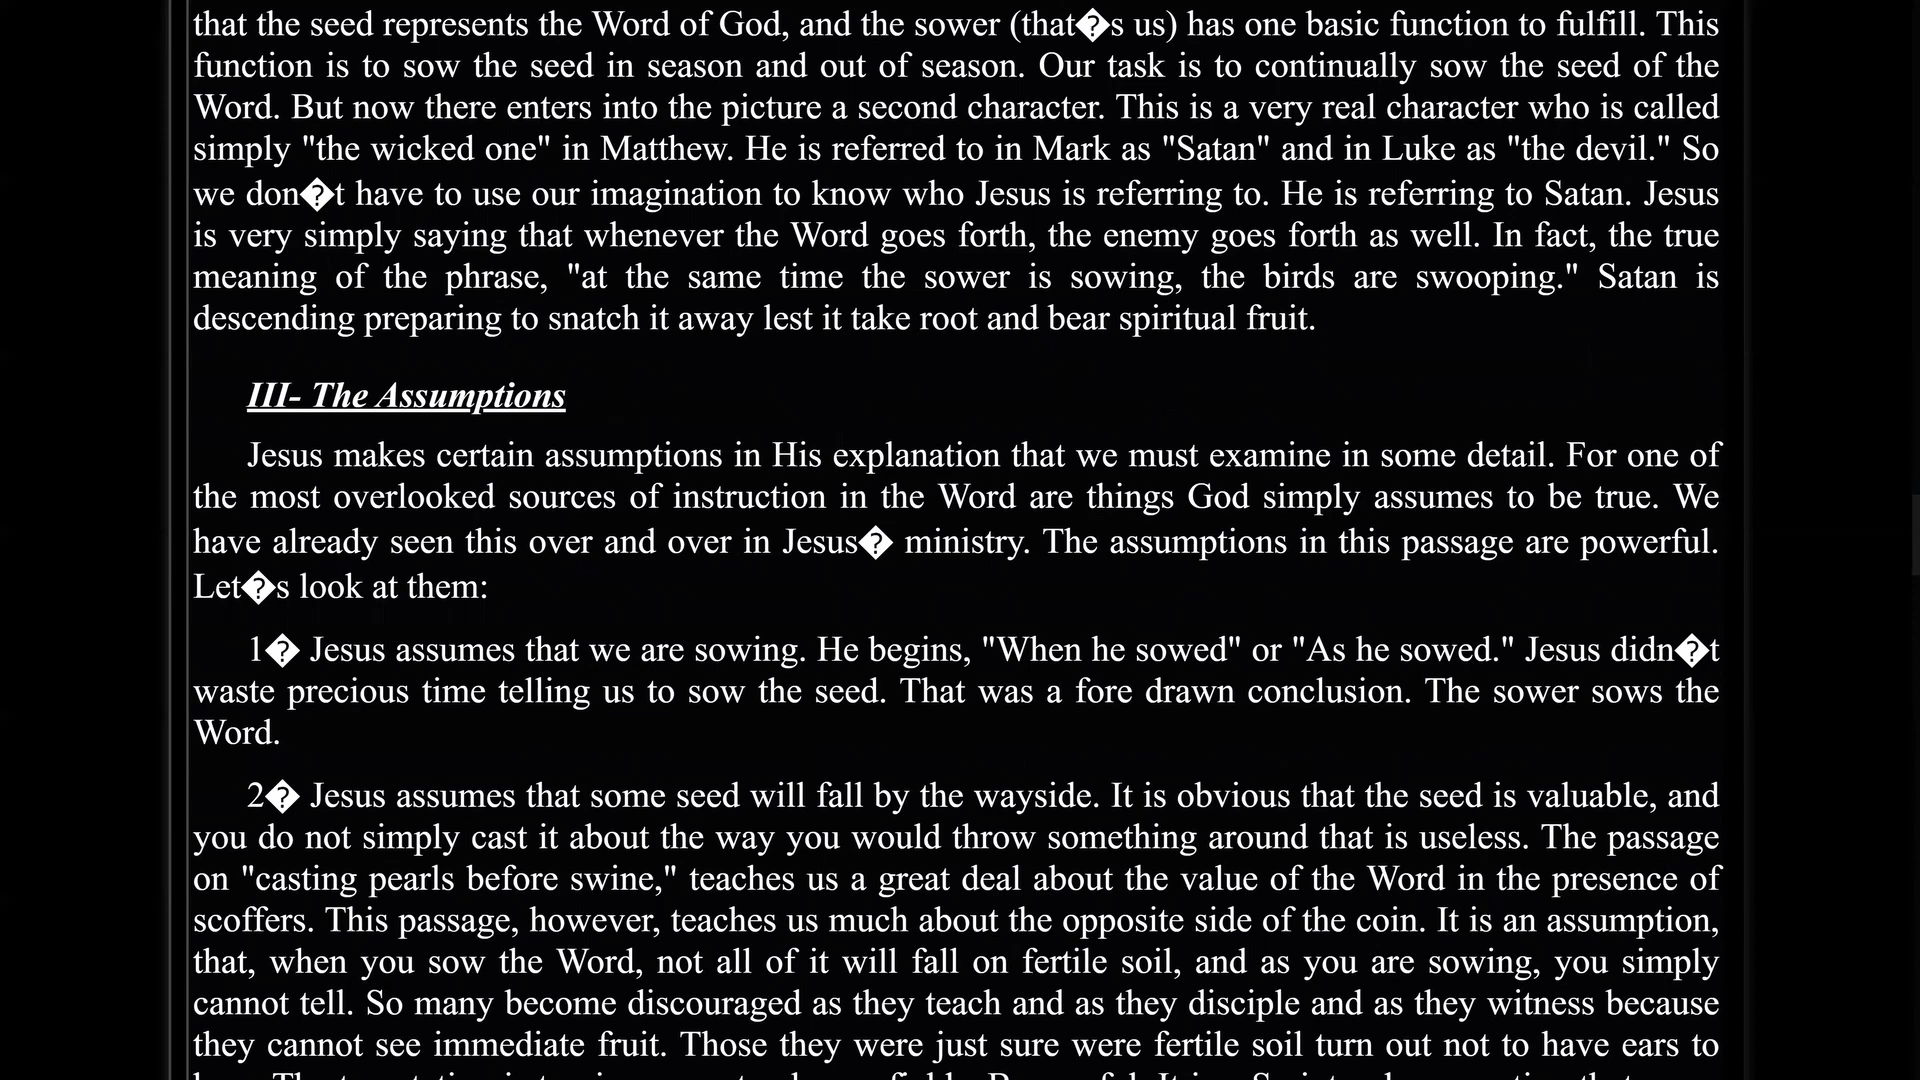 that the seed represents the Word of God, and the sower (that�s us) has one basic function to fulfill. This
function is to sow the seed in season and out of season. Our task is to continually sow the seed of the
Word. But now there enters into the picture a second character. This is a very real character who is called
simply "the wicked one" in Matthew. He is referred to in Mark as "Satan" and in Luke as "the devil." So
we don�t have to use our imagination to know who Jesus is referring to. He is referring to Satan. Jesus
is very simply saying that whenever the Word goes forth, the enemy goes forth as well. In fact, the true
meaning of the phrase, "at the same time the sower is sowing, the birds are swooping." Satan is
descending preparing to snatch it away lest it take root and bear spiritual fruit.
III- The Assumptions
Jesus makes certain assumptions in His explanation that we must examine in some detail. For one of
the most overlooked sources of instruction in the Word are things God simply assumes to be true. We
have already seen this over and over in Jesus� ministry. The assumptions in this passage are powerful.
Let�s look at them:
1� Jesus assumes that we are sowing. He begins, "When he sowed" or "As he sowed." Jesus didn�t
waste precious time telling us to sow the seed. That was a fore drawn conclusion. The sower sows the
Word.
2� Jesus assumes that some seed will fall by the wayside. It is obvious that the seed is valuable, and
you do not simply cast it about the way you would throw something around that is useless. The passage
on "casting pearls before swine," teaches us a great deal about the value of the Word in the presence of
scoffers. This passage, however, teaches us much about the opposite side of the coin. It is an assumption,
that, when you sow the Word, not all of it will fall on fertile soil, and as you are sowing, you simply
cannot tell. So many become discouraged as they teach and as they disciple and as they witness because
they cannot see immediate fruit. Those they were just sure were fertile soil turn out not to have ears to